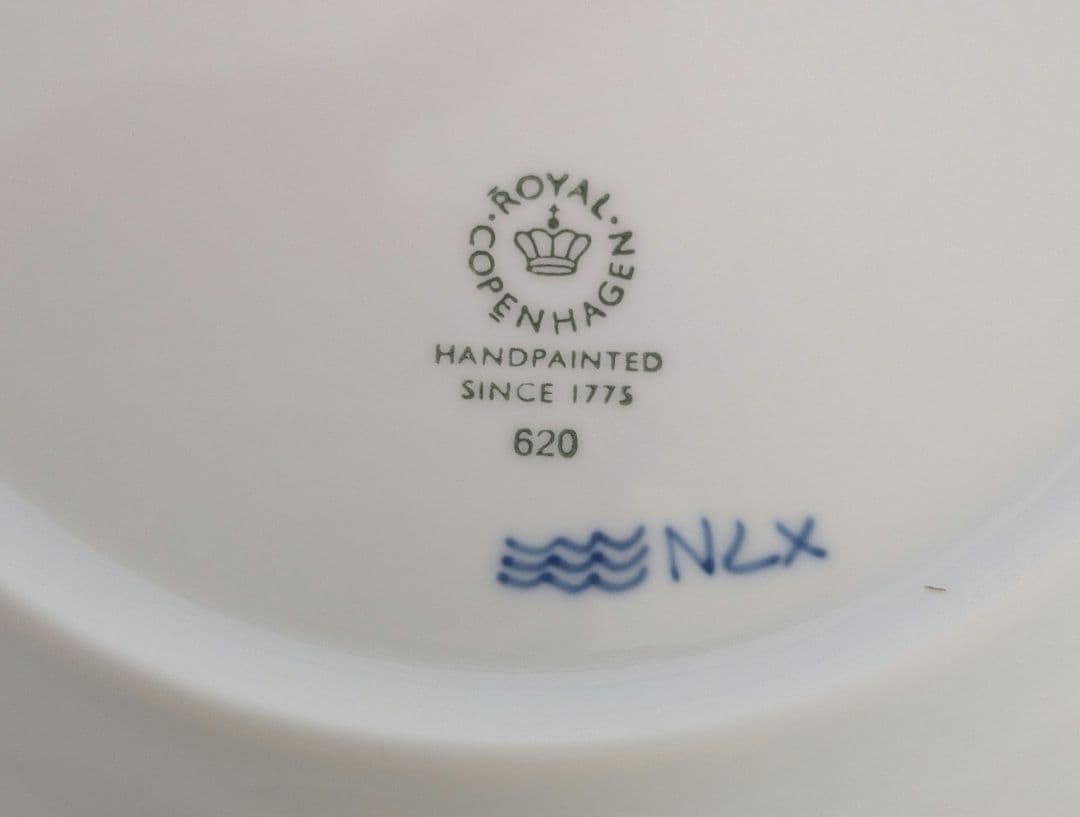 ROYAL · COPENHAGEN ·
HANDPAINTED
SINCE 1775
620
NLX